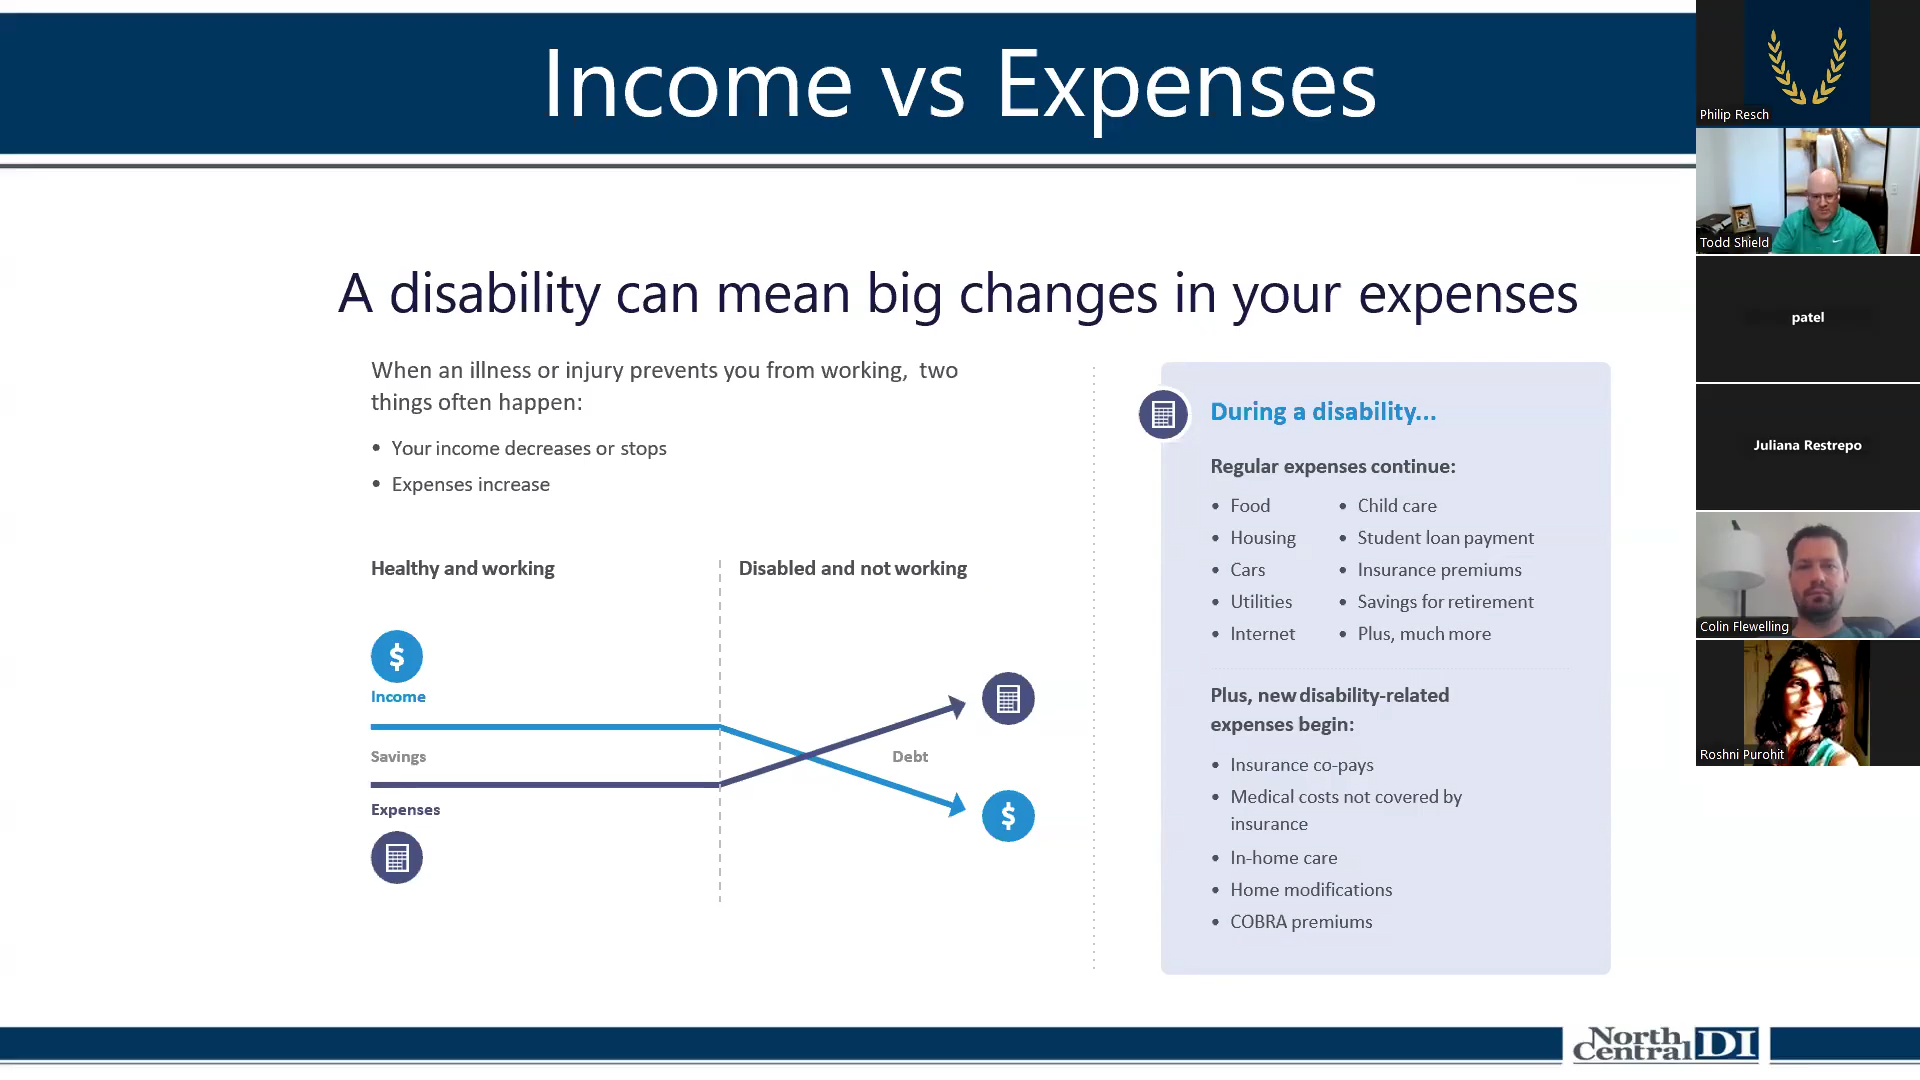 Income vs Expenses
A disability can mean big changes in your expenses
When an illness or injury prevents you from working, two
things often happen:
• Your income decreases or stops
• Expenses increase
Healthy and working
Disabled and not working
$
Income
Savings
Expenses
Debt
$
During a disability...
Regular expenses continue:
• Food
• Housing
• Cars
• Utilities
• Internet
• Child care
• Student loan payment
• Insurance premiums
• Savings for retirement
• Plus, much more
Plus, new disability-related
expenses begin:
• Insurance co-pays
• Medical costs not covered by
insurance
• In-home care
• Home modifications
• COBRA premiums
North
Central DI
Philip Resch
Todd Shield
patel
Juliana Restrepo
Colin Flewelling
Roshni Purohit